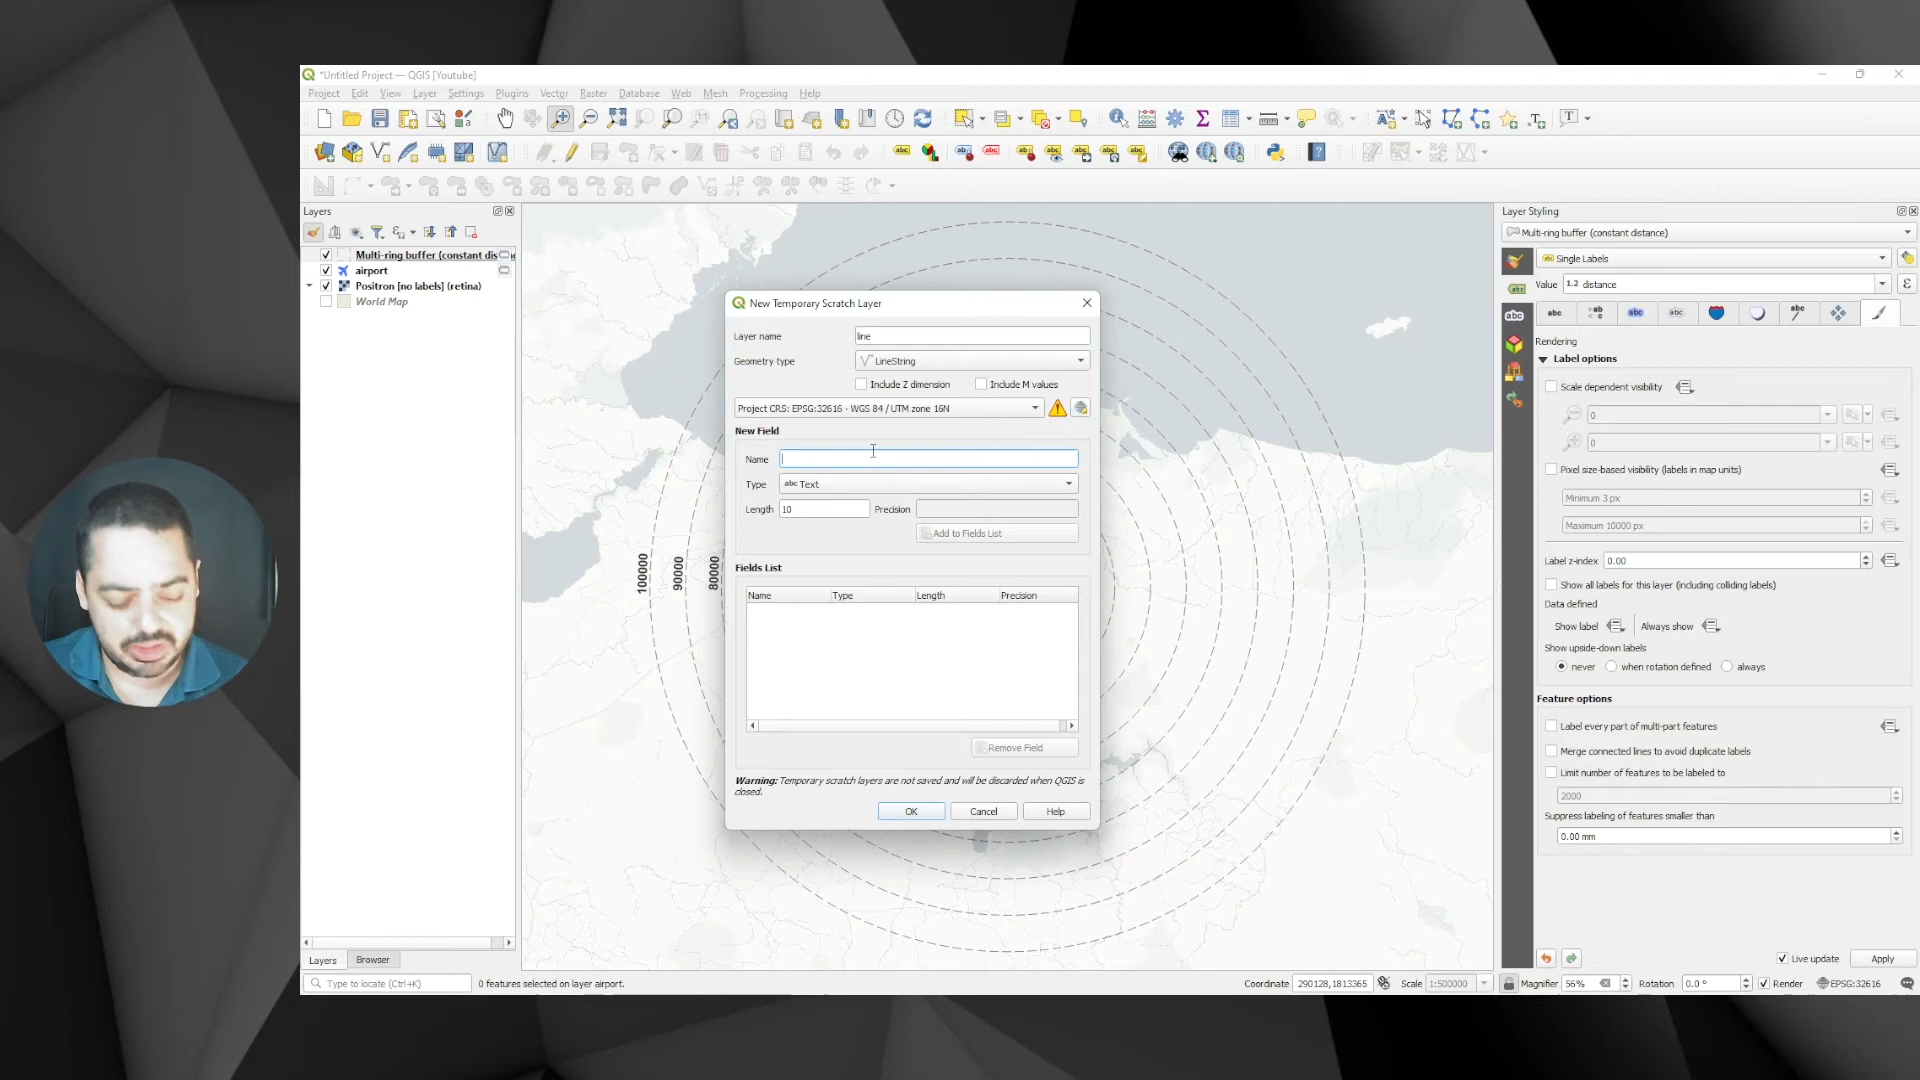 *Untitled Project — QGIS [Youtube]
Project Edit View Layer Settings Plugins Vector Raster Database Web Mesh Processing Help
Layers
Multi-ring buffer (constant dis
airport
Positron [no labels] (retina)
World Map
Layers Browser
Type to locate (Ctrl+K)
0 features selected on layer airport.
100000
90000
80000
New Temporary Scratch Layer
Layer name line
Geometry type LineString
Include Z dimension Include M values
Project CRS: EPSG:32616 - WGS 84 / UTM zone 16N
New Field
Name
Type abc Text
Length 10 Precision
Add to Fields List
Fields List
Name Type Length Precision
Remove Field
Warning: Temporary scratch layers are not saved and will be discarded when QGIS is
closed.
OK Cancel Help
Layer Styling
Multi-ring buffer (constant distance)
Single Labels
Value 1.2 distance
Rendering
Label options
Scale dependent visibility
0
0
Pixel size-based visibility (labels in map units)
Minimum 3 px
Maximum 10000 px
Label z-index 0.00
Show all labels for this layer (including colliding labels)
Data defined
Show label Always show
Show upside-down labels
never when rotation defined always
Feature options
Label every part of multi-part features
Merge connected lines to avoid duplicate labels
Limit number of features to be labeled to
2000
Suppress labeling of features smaller than
0.00 mm
Live update Apply
Coordinate 290128,1813365 Scale 1:500000 Magnifier 56% Rotation 0.0 ° Render EPSG:32616